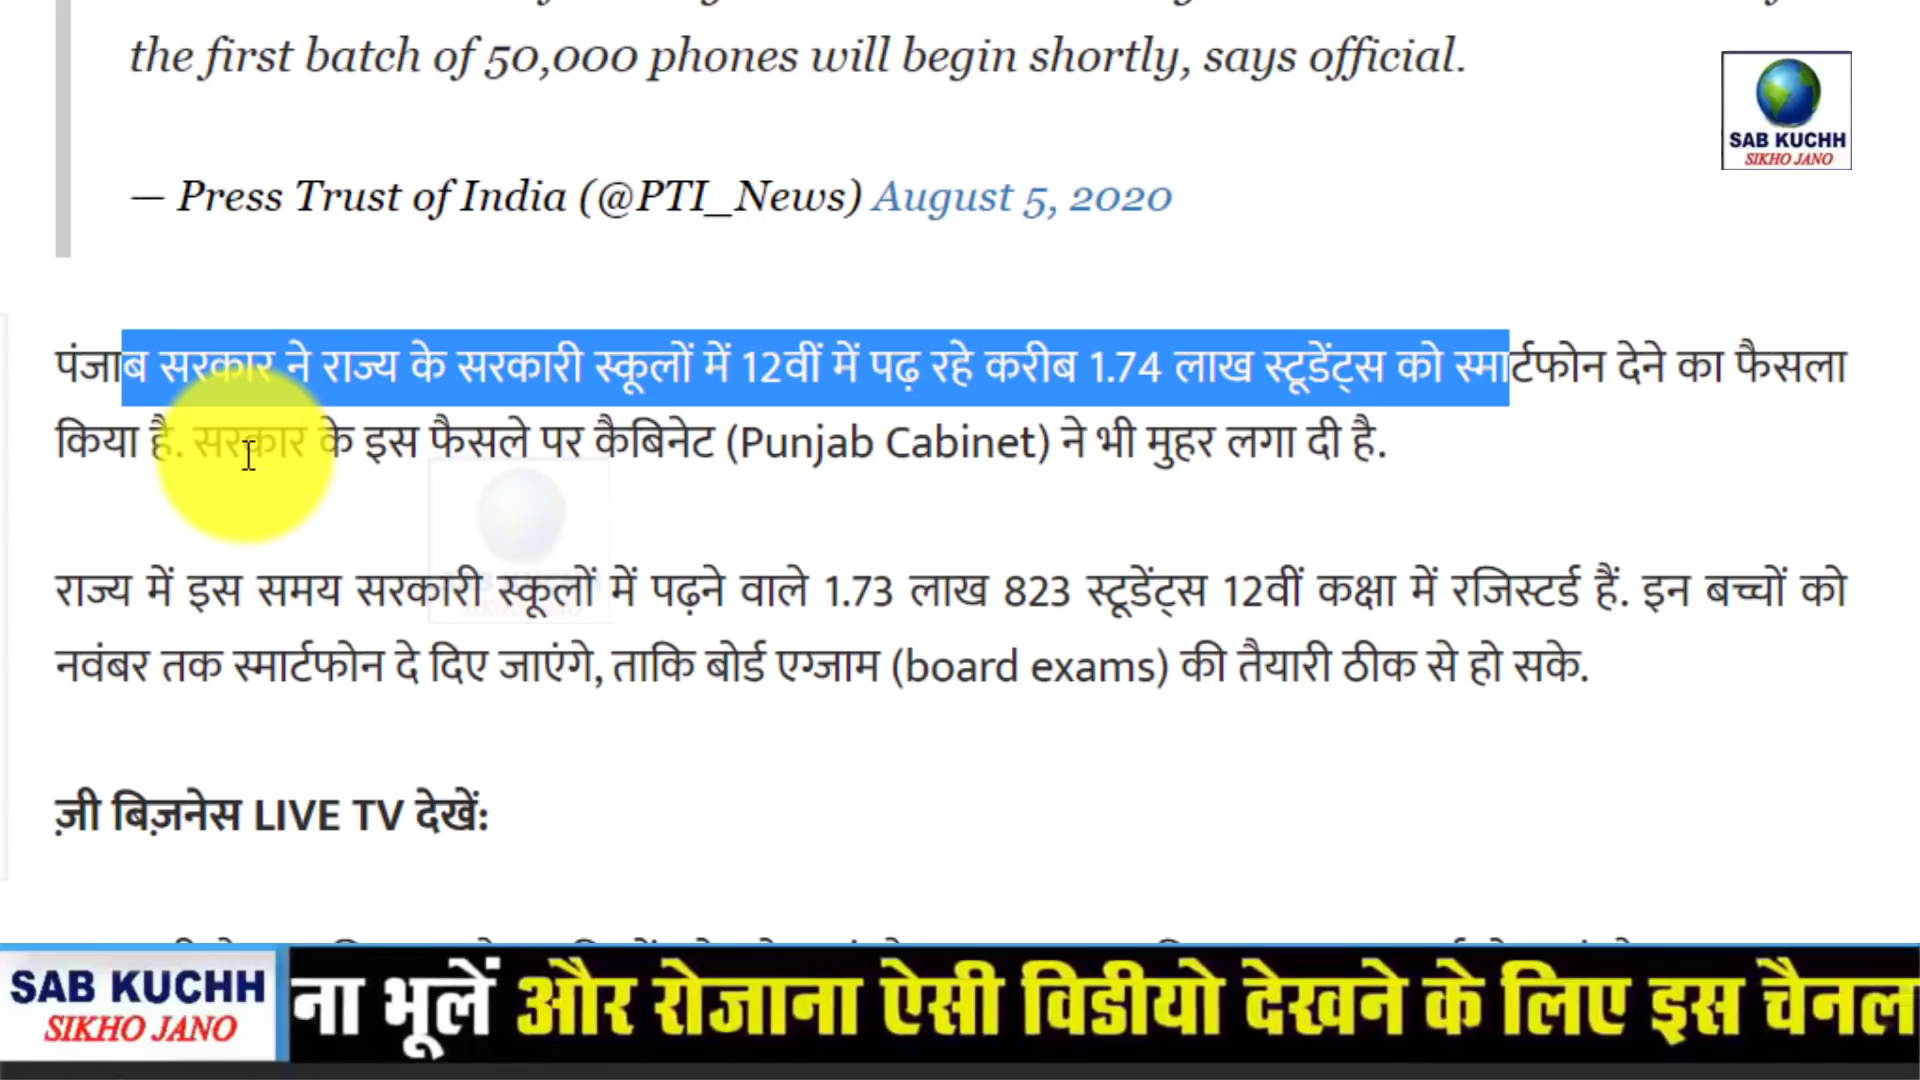 the first batch of 50,000 phones will begin shortly, says official.
SAB KUCHH
SIKHO JANO
— Press Trust of India (@PTI_News) August 5, 2020
पंजाब सरकार ने राज्य के सरकारी स्कूलों में 12वीं में पढ़ रहे करीब 1.74 लाख स्टूडेंट्स को स्मार्टफोन देने का फैसला
किया है. सरकार के इस फैसले पर कैबिनेट (Punjab Cabinet) ने भी मुहर लगा दी है.
राज्य में इस समय सरकारी स्कूलों में पढ़ने वाले 1.73 लाख 823 स्टूडेंट्स 12वीं कक्षा में रजिस्टर्ड हैं. इन बच्चों को
नवंबर तक स्मार्टफोन दे दिए जाएंगे, ताकि बोर्ड एग्जाम (board exams) की तैयारी ठीक से हो सके.
ज़ी बिज़नेस LIVE TV देखें:
SAB KUCHH
SIKHO JANO
ना भूलें और रोजाना ऐसी विडीयो देखने के लिए इस चैनल